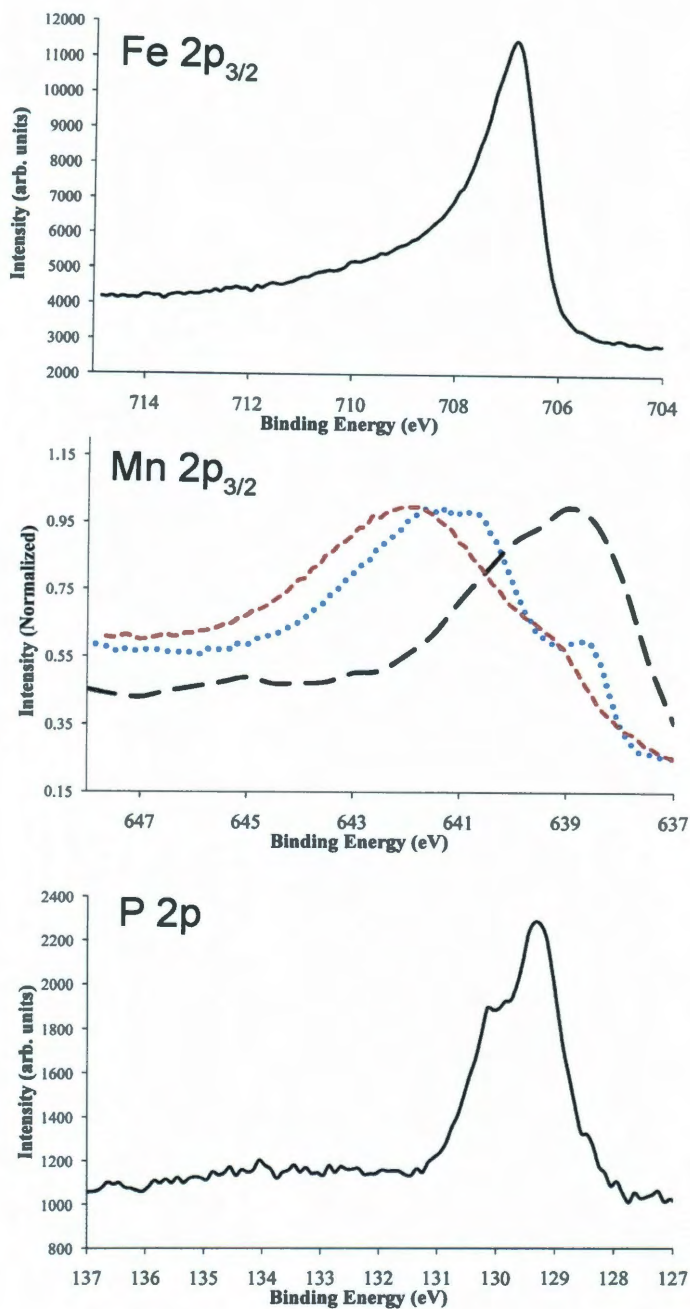 Fe 2p3/2
12000
11000
10000
9000
8000
7000
6000
5000
4000
3000
2000
Intensity (arb. units)
714 712 710 708 706 704
Binding Energy (eV)
Mn 2p3/2
1.15
0.95
0.75
0.55
0.35
0.15
Intensity (Normalized)
647 645 643 641 639 637
Binding Energy (eV)
P 2p
2400
2200
2000
1800
1600
1400
1200
1000
800
Intensity (arb. units)
137 136 135 134 133 132 131 130 129 128 127
Binding Energy (eV)